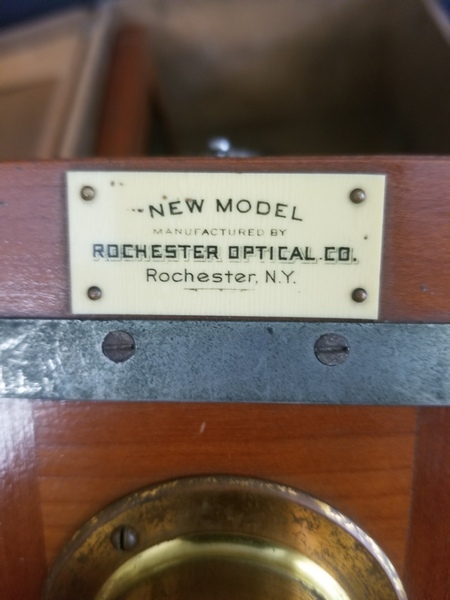 NEW MODEL
MANUFACTURED BY
ROCHESTER OPTICAL.CO.
Rochester, N.Y.